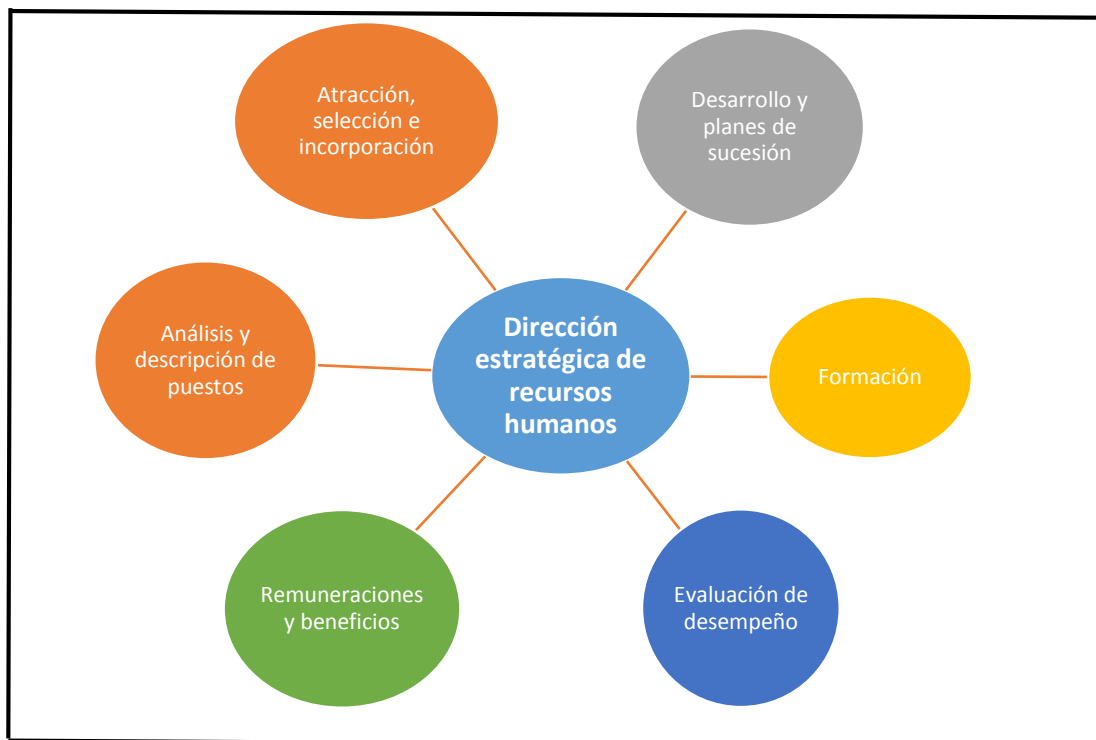 Atracción,
selección e
incorporación
Desarrollo y
planes de
sucesión
Análisis y
descripción de
puestos
Dirección
estratégica de
recursos
humanos
Formación
Remuneraciones
y beneficios
Evaluación de
desempeño